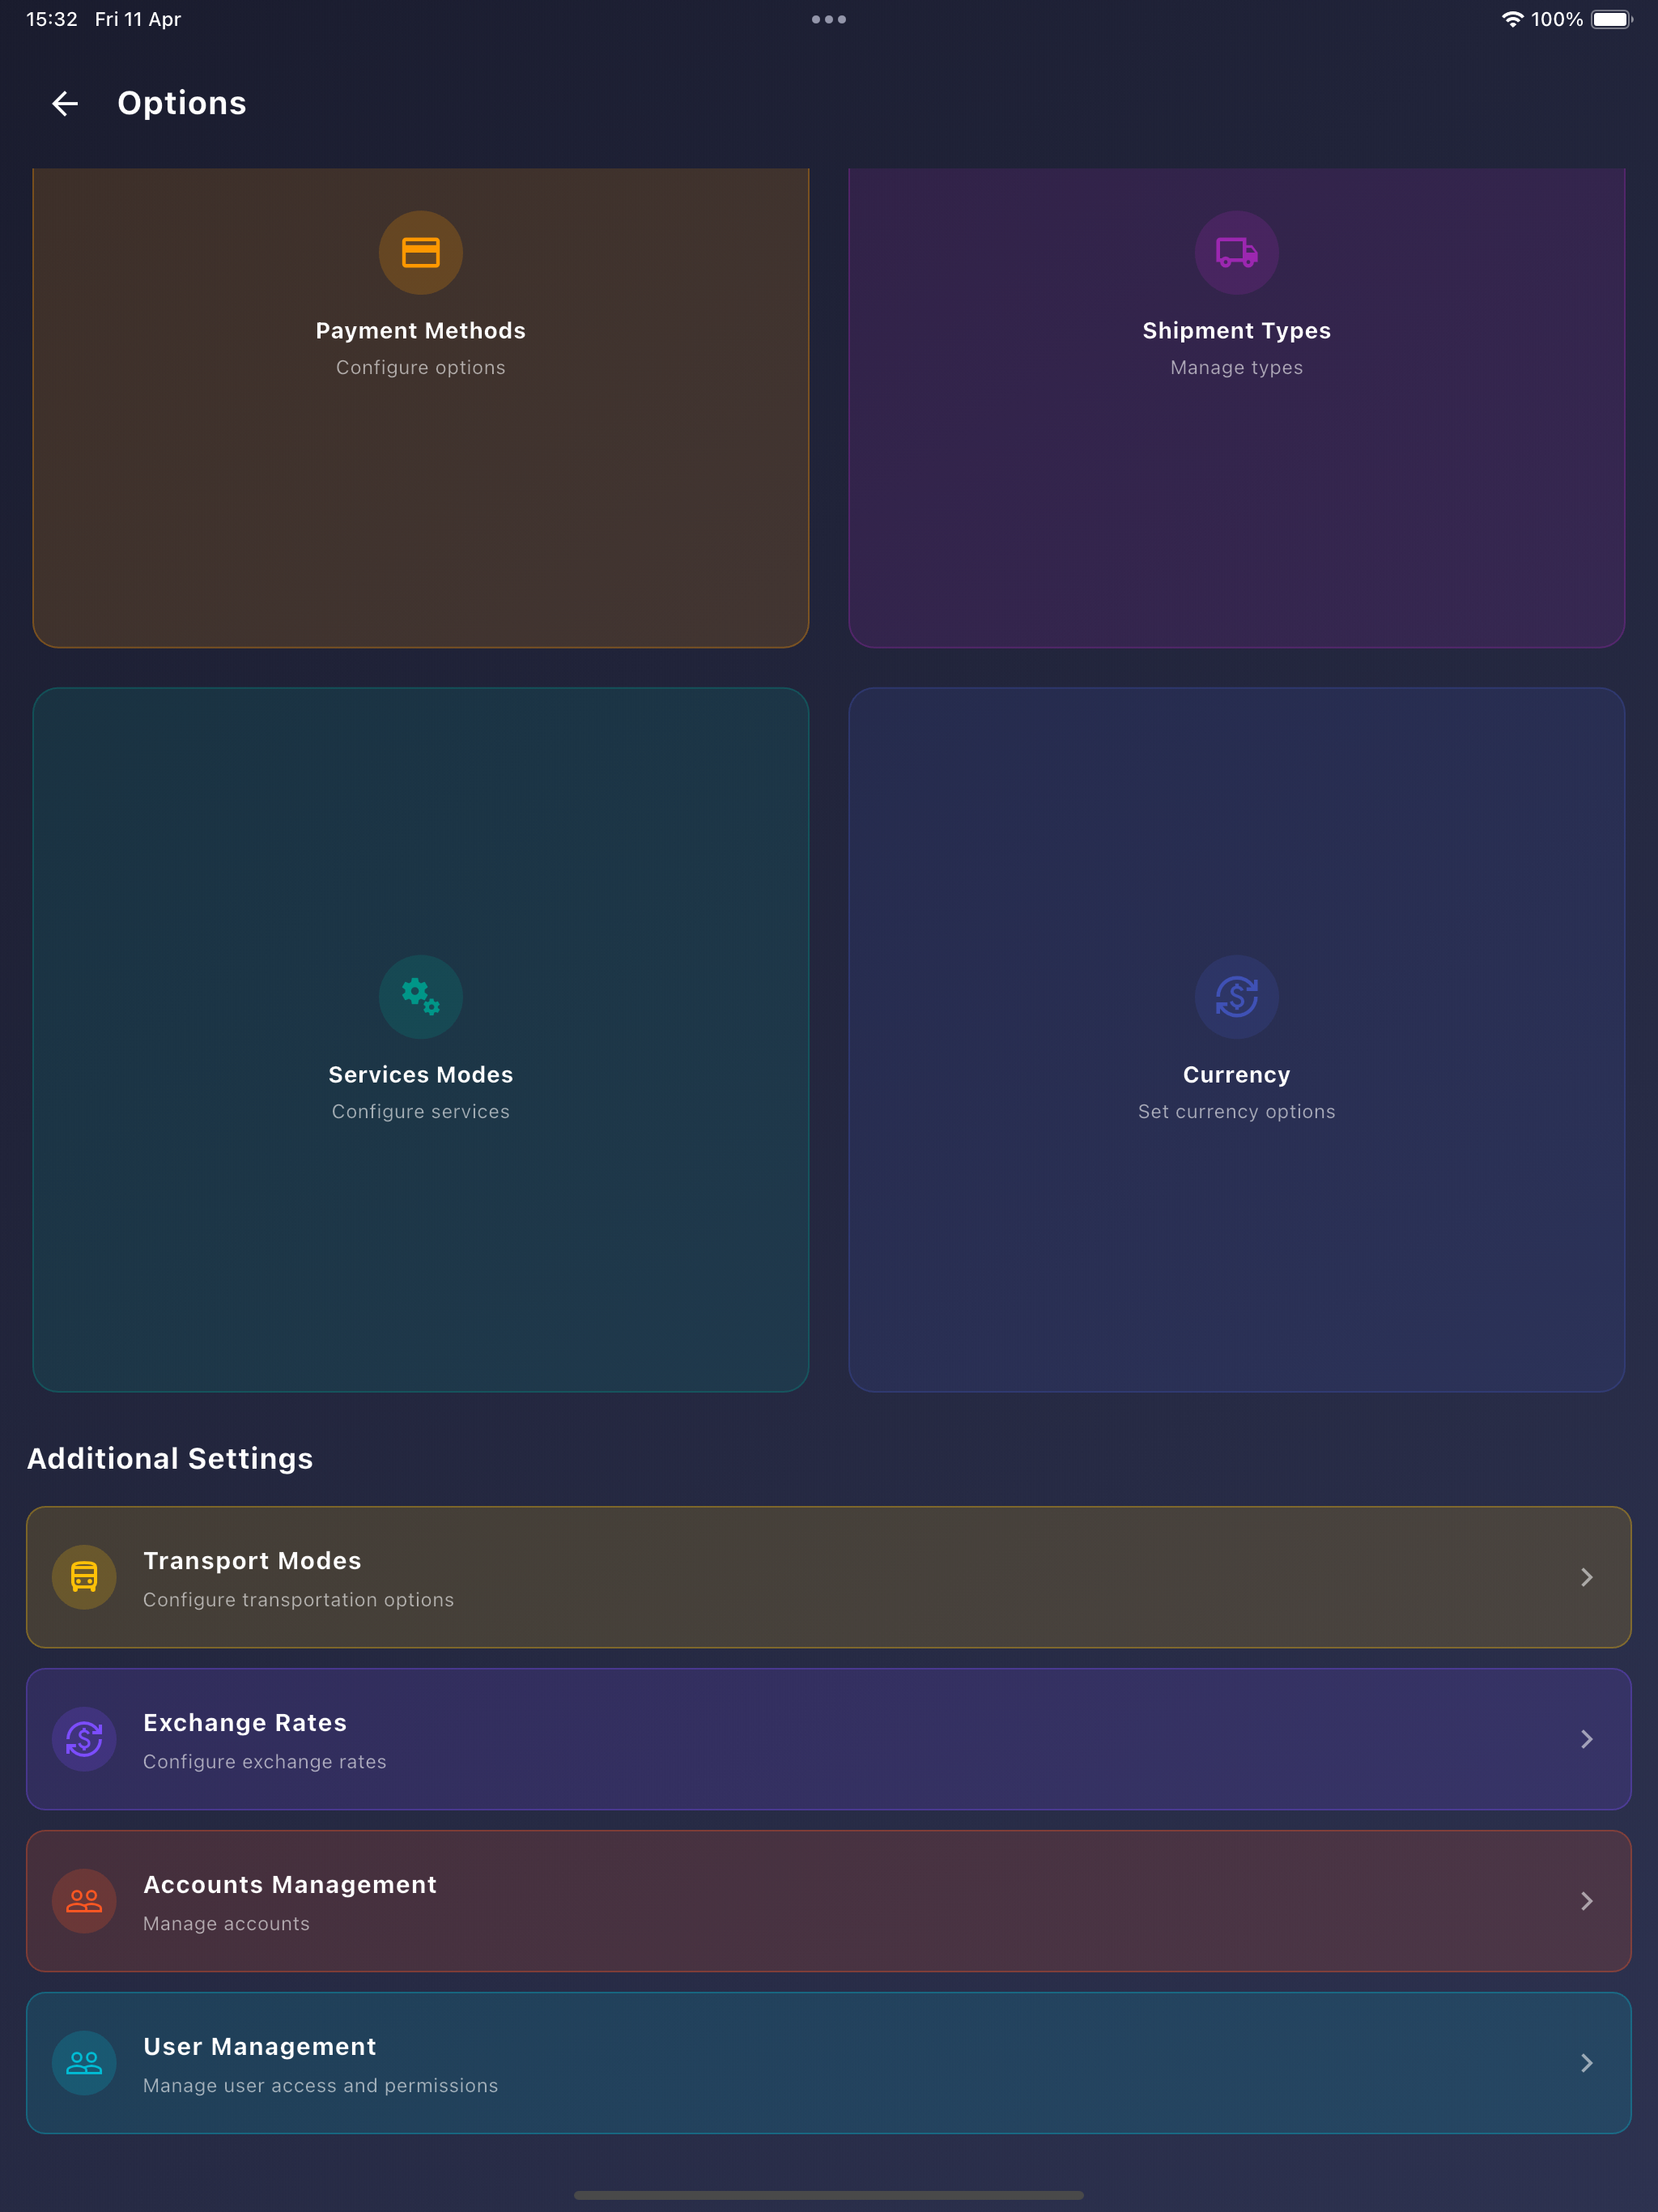 15:32 Fri 11 Apr
100%
Options
Payment Methods
Configure options
Shipment Types
Manage types
Services Modes
Configure services
Currency
Set currency options
Additional Settings
Transport Modes
Configure transportation options
Exchange Rates
Configure exchange rates
Accounts Management
Manage accounts
User Management
Manage user access and permissions